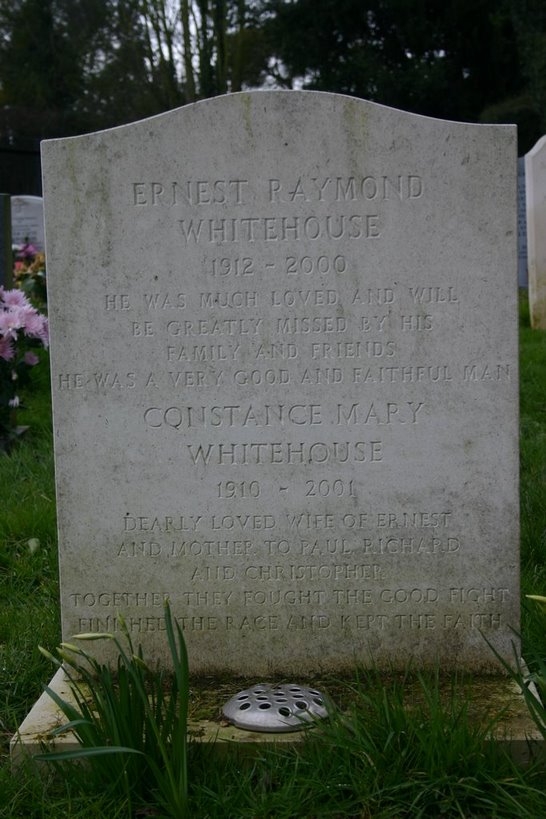 ERNEST RAYMOND
WHITEHOUSE
1912 - 2000
HE WAS MUCH LOVED AND WILL
BE GREATLY MISSED BY HIS
FAMILY AND FRIENDS
HE WAS A VERY GOOD AND FAITHFUL MAN
CONSTANCE MARY
WHITEHOUSE
1910 - 2001
DEARLY LOVED WIFE OF ERNEST
AND MOTHER TO PAUL RICHARD
AND CHRISTOPHER
TOGETHER THEY FOUGHT THE GOOD FIGHT
FINISHED THE RACE AND KEPT THE FAITH